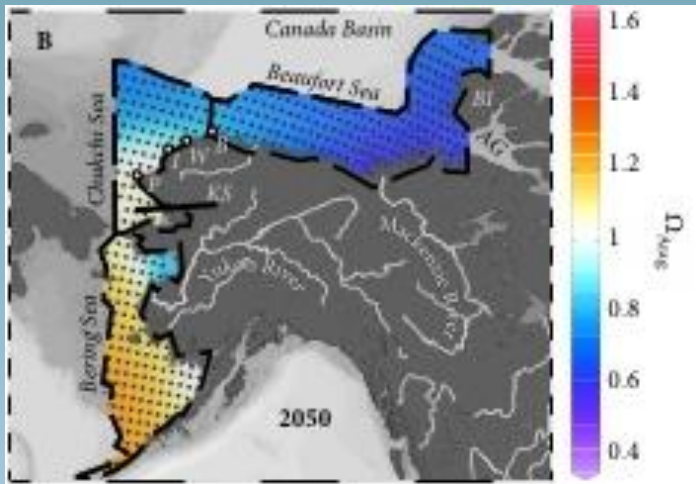 B
Canada Basin
Beaufort Sea
Chukchi Sea
BI
AG
W
KS
Mackenzie River
Yukon River
Bering Sea
2050
1.6
1.4
1.2
1
0.8
0.6
0.4
Ω Arag